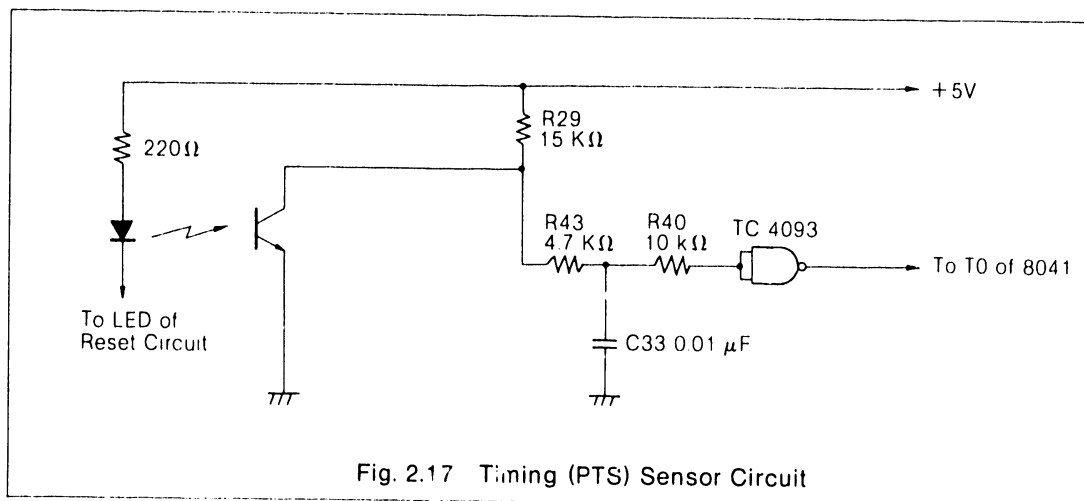 +5V
R29
15 KΩ
220Ω
R43
4.7 KΩ
R40
10 kΩ
TC 4093
To T0 of 8041
To LED of
Reset Circuit
C33 0.01 µF
Fig. 2.17 Timing (PTS) Sensor Circuit